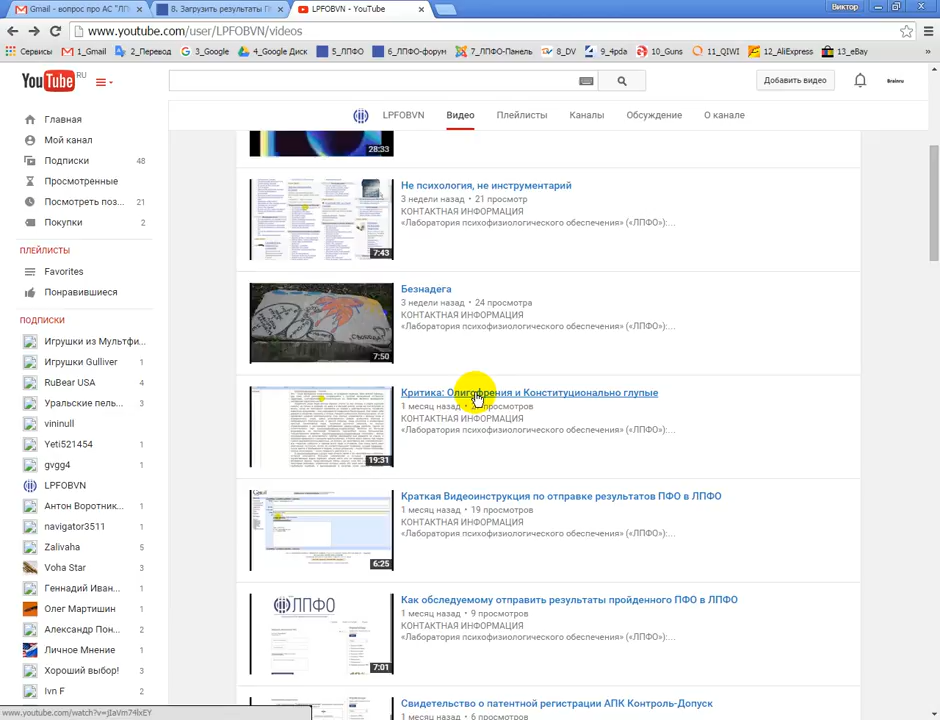 Gmail - вопрос про АС "ЛП
8. Загрузить результаты П
LPFOBVN - YouTube
Виктор
www.youtube.com/user/LPFOBVN/videos
Сервисы
1_Gmail
2_Перевод
3_Google
4_Google Диск
5_ЛПФО
6_ЛПФО-форум
7_ЛПФО-Панель
8_DV
9_4pda
10_Guns
11_QIWI
12_AliExpress
13_eBay
»
YouTube RU
Добавить видео
Brainru
LPFOBVN
Видео
Плейлисты
Каналы
Обсуждение
О канале
Главная
Мой канал
Подписки 48
Просмотренные
Посмотреть поз... 21
Покупки 2
ПЛЕЙЛИСТЫ
Favorites
Понравившиеся
ПОДПИСКИ
Игрушки из Мультфи...
Игрушки Gulliver 1
RuBear USA 4
Уральские пель... 3
vininull
Yeti521454 4
gvgg4 1
LPFOBVN
Антон Воротник... 1
navigator3511 1
Zalivaha 5
Voha Star 3
Геннадий Иван... 1
Олег Мартишин 1
Александр Пон... 1
Личное Мнение 1
Хороший выбор! 3
Ivn F 2
28:33
Не психология, не инструментарий
3 недели назад • 21 просмотр
КОНТАКТНАЯ ИНФОРМАЦИЯ
«Лаборатория психофизиологического обеспечения» («ЛПФО»):...
7:43
Безнадега
3 недели назад • 24 просмотра
КОНТАКТНАЯ ИНФОРМАЦИЯ
«Лаборатория психофизиологического обеспечения» («ЛПФО»):...
7:50
Критика: Олигофрения и Конституционально глупые
1 месяц назад • просмотров
КОНТАКТНАЯ ИНФОРМАЦИЯ
«Лаборатория психофизиологического обеспечения» («ЛПФО»):...
19:31
Краткая Видеоинструкция по отправке результатов ПФО в ЛПФО
1 месяц назад • 19 просмотров
КОНТАКТНАЯ ИНФОРМАЦИЯ
«Лаборатория психофизиологического обеспечения» («ЛПФО»):...
6:25
Как обследуемому отправить результаты пройденного ПФО в ЛПФО
1 месяц назад • 9 просмотров
КОНТАКТНАЯ ИНФОРМАЦИЯ
«Лаборатория психофизиологического обеспечения» («ЛПФО»):...
ЛПФО
7:01
Свидетельство о патентной регистрации АПК Контроль-Допуск
1 месяц назад • 6 просмотров